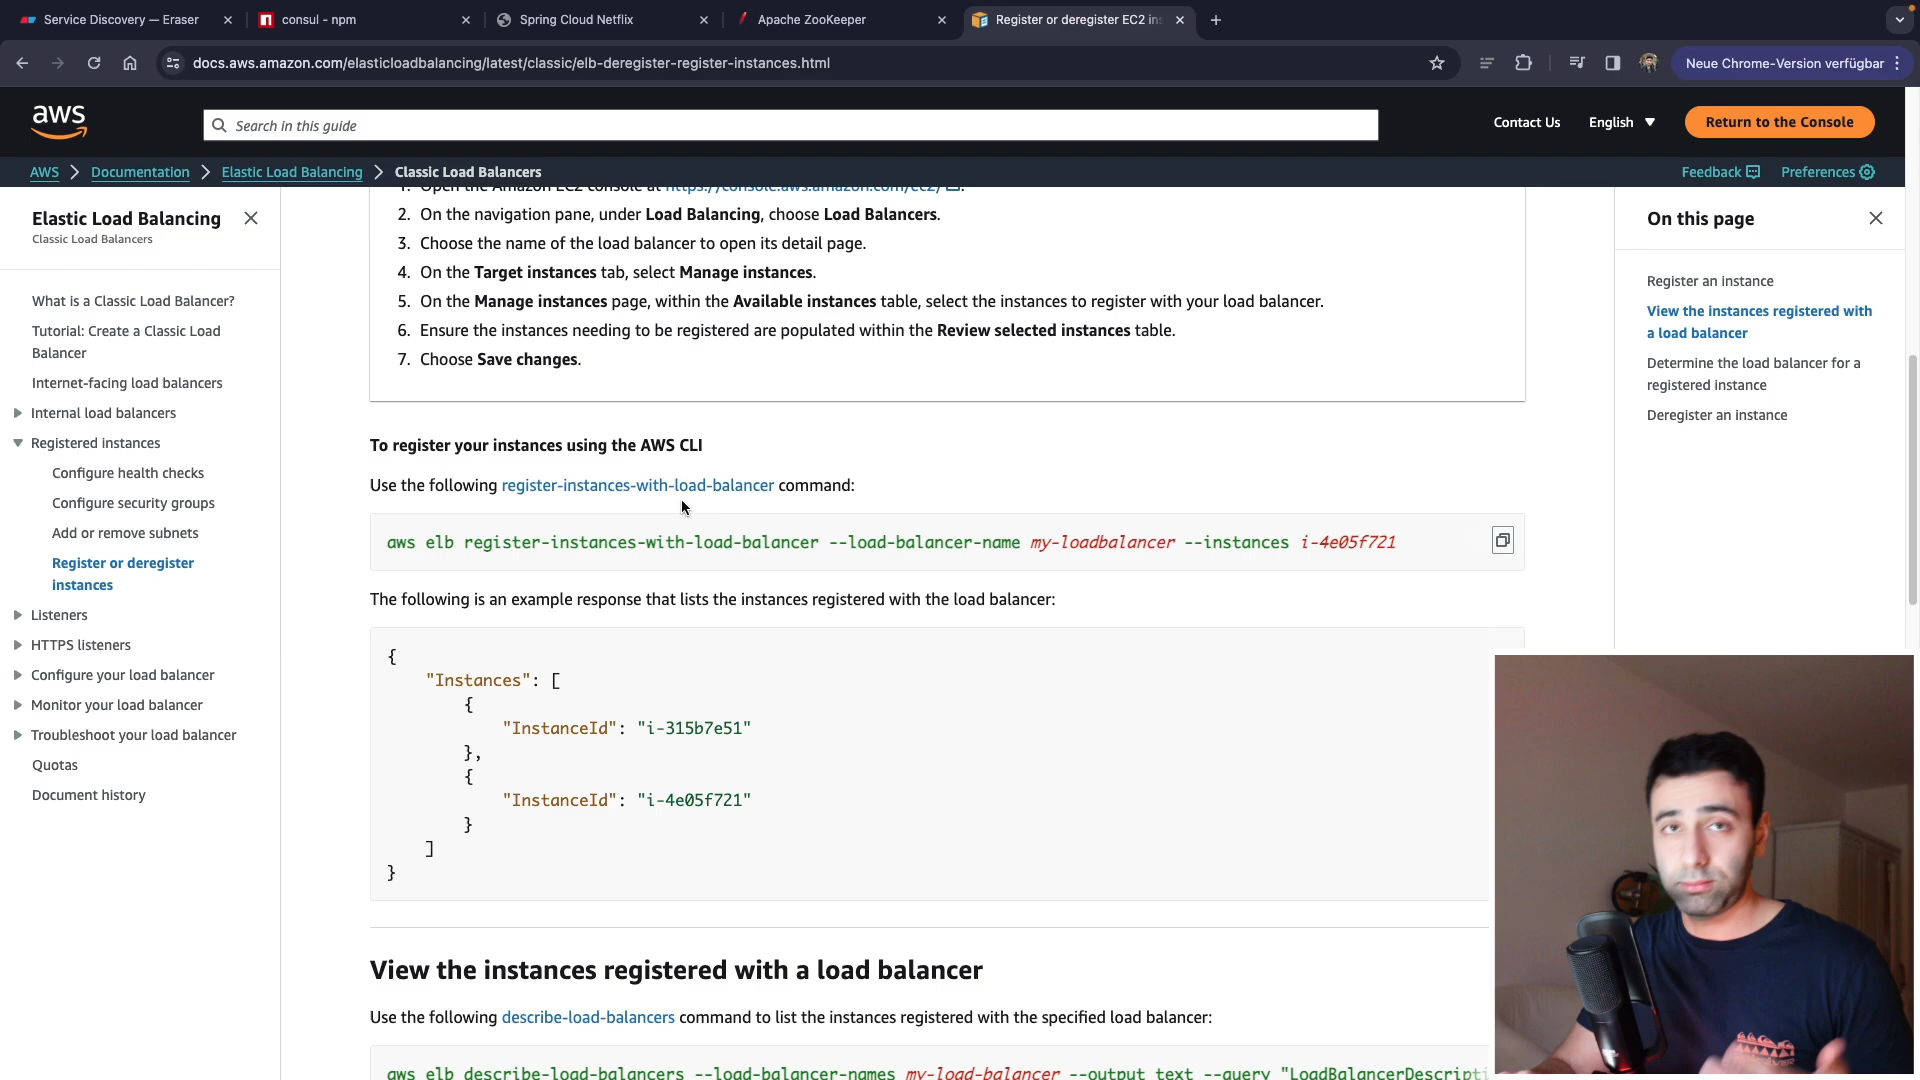 Service Discovery — Eraser
consul - npm
Spring Cloud Netflix
Apache ZooKeeper
Register or deregister EC2 in
docs.aws.amazon.com/elasticloadbalancing/latest/classic/elb-deregister-register-instances.html
Neue Chrome-Version verfügbar
aws
Search in this guide
Contact Us
English
Return to the Console
AWS
Documentation
Elastic Load Balancing
Classic Load Balancers
Feedback
Preferences
Elastic Load Balancing
Classic Load Balancers
What is a Classic Load Balancer?
Tutorial: Create a Classic Load
Balancer
Internet-facing load balancers
Internal load balancers
Registered instances
Configure health checks
Configure security groups
Add or remove subnets
Register or deregister
instances
Listeners
HTTPS listeners
Configure your load balancer
Monitor your load balancer
Troubleshoot your load balancer
Quotas
Document history
1. Open the Amazon EC2 console at https://console.aws.amazon.com/ec2/.
2. On the navigation pane, under Load Balancing, choose Load Balancers.
3. Choose the name of the load balancer to open its detail page.
4. On the Target instances tab, select Manage instances.
5. On the Manage instances page, within the Available instances table, select the instances to register with your load balancer.
6. Ensure the instances needing to be registered are populated within the Review selected instances table.
7. Choose Save changes.
To register your instances using the AWS CLI
Use the following register-instances-with-load-balancer command:
aws elb register-instances-with-load-balancer --load-balancer-name my-loadbalancer --instances i-4e05f721
The following is an example response that lists the instances registered with the load balancer:
{
"Instances": [
{
"InstanceId": "i-315b7e51"
},
{
"InstanceId": "i-4e05f721"
}
]
}
View the instances registered with a load balancer
Use the following describe-load-balancers command to list the instances registered with the specified load balancer:
aws elb describe-load-balancers --load-balancer-names my-load-balancer --output text --query "LoadBalancerDescripti
On this page
Register an instance
View the instances registered with
a load balancer
Determine the load balancer for a
registered instance
Deregister an instance